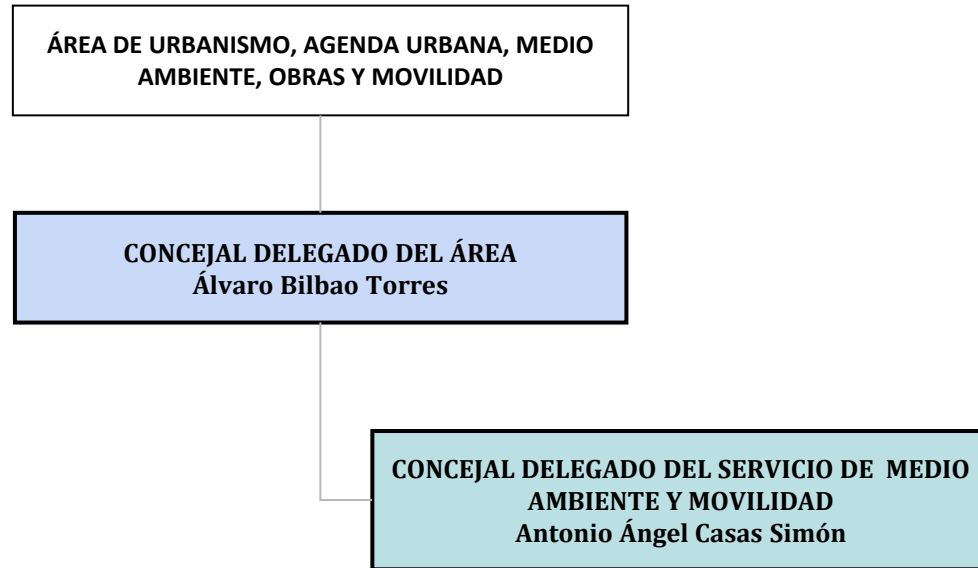 ÁREA DE URBANISMO, AGENDA URBANA, MEDIO
AMBIENTE, OBRAS Y MOVILIDAD
CONCEJAL DELEGADO DEL ÁREA
Álvaro Bilbao Torres
CONCEJAL DELEGADO DEL SERVICIO DE MEDIO
AMBIENTE Y MOVILIDAD
Antonio Ángel Casas Simón